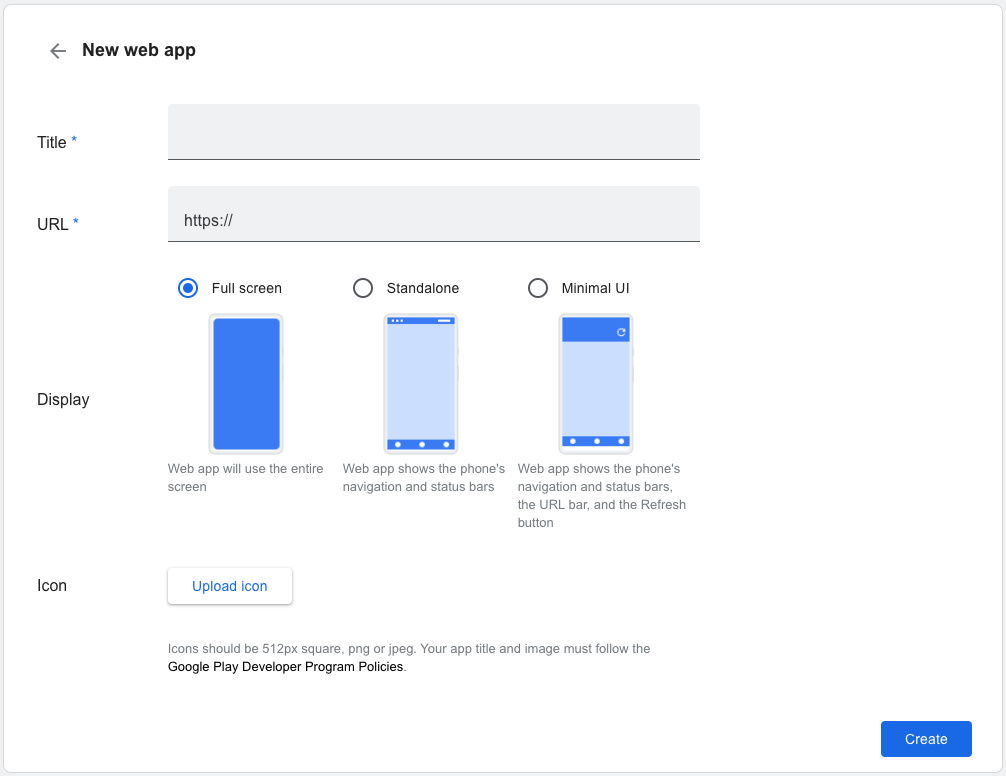 New web app
Title *
URL *
https://
Full screen
Standalone
Minimal UI
Display
Web app will use the entire
screen
Web app shows the phone's
navigation and status bars
Web app shows the phone's
navigation and status bars,
the URL bar, and the Refresh
button
Icon
Upload icon
Icons should be 512px square, png or jpeg. Your app title and image must follow the
Google Play Developer Program Policies.
Create